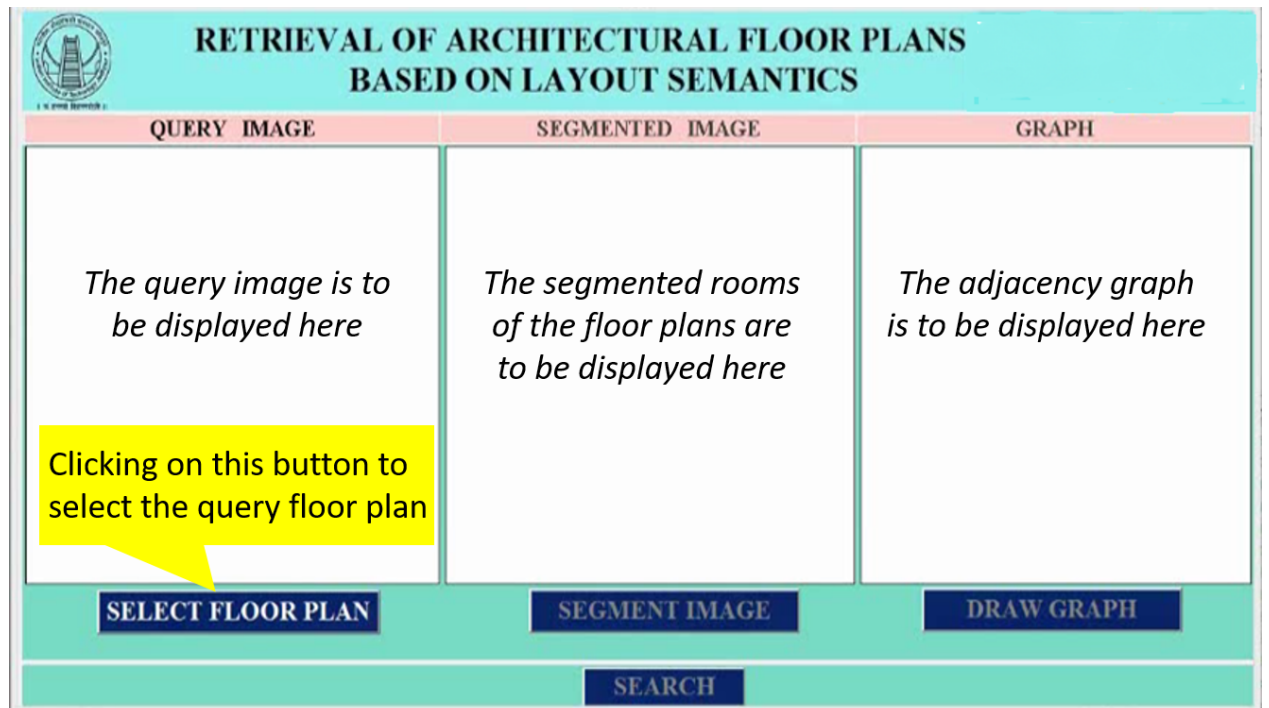 RETRIEVAL OF ARCHITECTURAL FLOOR PLANS
BASED ON LAYOUT SEMANTICS
QUERY IMAGE
SEGMENTED IMAGE
GRAPH
The query image is to
be displayed here
The segmented rooms
of the floor plans are
to be displayed here
The adjacency graph
is to be displayed here
Clicking on this button to
select the query floor plan
SELECT FLOOR PLAN
SEGMENT IMAGE
DRAW GRAPH
SEARCH